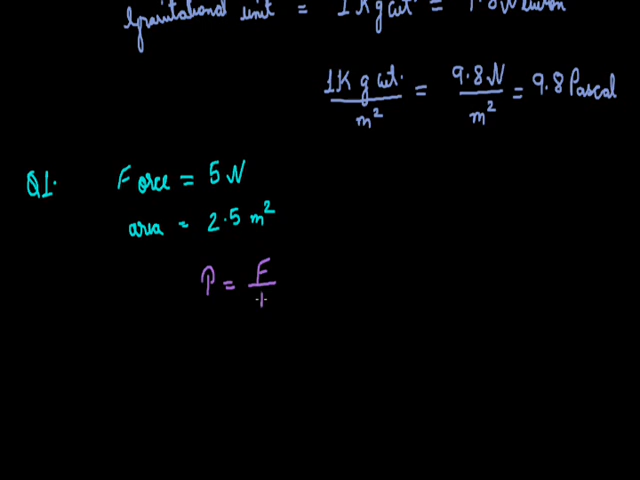 gravitational unit = 1 Kg wt. = 9.8 Newton
1 Kg wt. / m² = 9.8 N / m² = 9.8 Pascal
Q1. Force = 5 N
area = 2.5 m²
P = F /